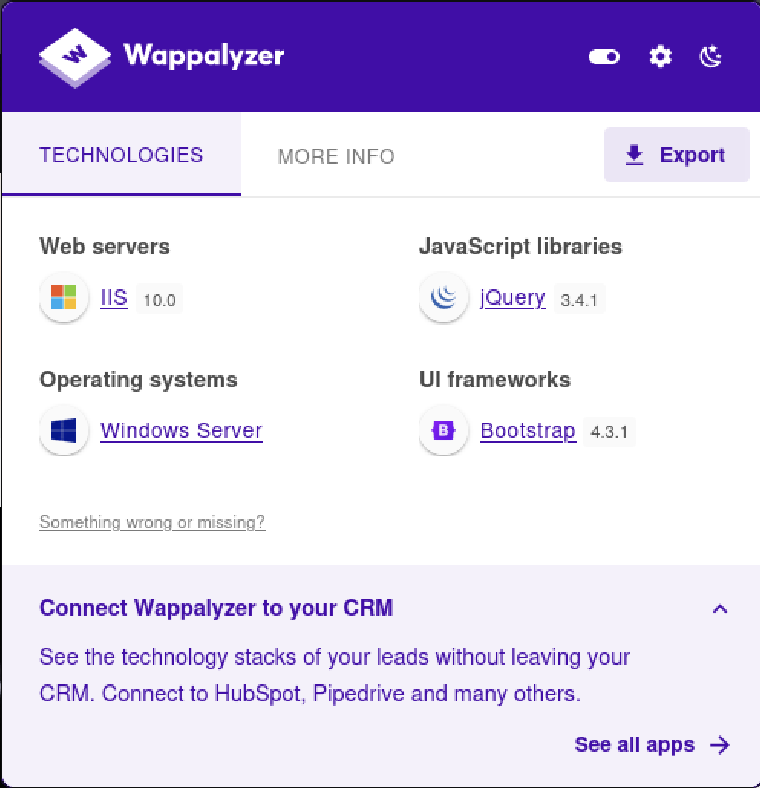 Wappalyzer
TECHNOLOGIES
MORE INFO
Export
Web servers
IIS 10.0
JavaScript libraries
jQuery 3.4.1
Operating systems
Windows Server
UI frameworks
Bootstrap 4.3.1
Something wrong or missing?
Connect Wappalyzer to your CRM
See the technology stacks of your leads without leaving your
CRM. Connect to HubSpot, Pipedrive and many others.
See all apps